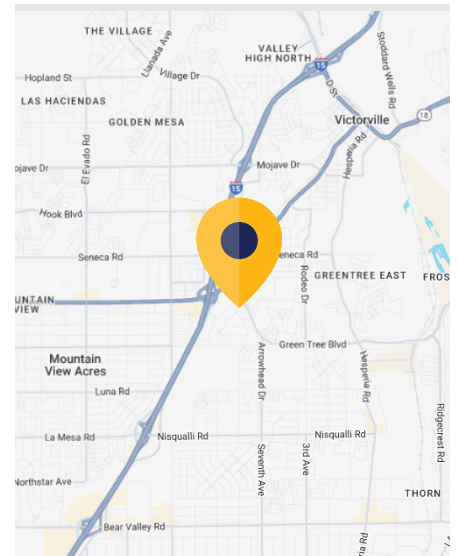 THE VILLAGE
Llanada Ave
Stoddard Wells Rd
VALLEY
HIGH NORTH
15
Village Dr
Hopland St
D St
LAS HACIENDAS
18
GOLDEN MESA
Victorville
Hesperia Rd
El Evado Rd
ojave Dr
Mojave Dr
15
Hook Blvd
Seneca Rd
eneca Rd
Rodeo Dr
GREENTREE EAST
FROS
UNTAIN
VIEW
Green Tree Blvd
Mountain
View Acres
Arrowhead Dr
Hesperia Rd
Luna Rd
Ridgecrest Rd
La Mesa Rd
Nisqualli Rd
Nisqualli Rd
Seventh Ave
3rd Ave
Northstar Ave
THORN
Bear Valley Rd
Rd